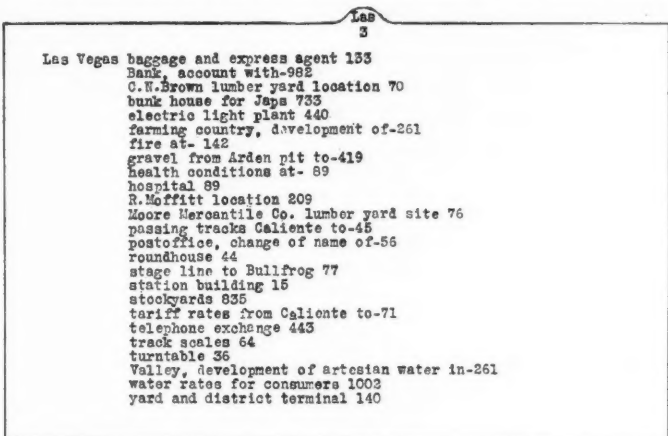 Las
3
Las Vegas baggage and express agent 133
Bank, account with-982
C.N.Brown lumber yard location 70
bunk house for Japs 733
electric light plant 440
farming country, development of-261
fire at- 142
gravel from Arden pit to-419
health conditions at- 89
hospital 89
R.Moffitt location 209
Moore Mercantile Co. lumber yard site 76
passing tracks Caliente to-45
postoffice, change of name of-56
roundhouse 44
stage line to Bullfrog 77
station building 15
stockyards 835
tariff rates from Caliente to-71
telephone exchange 443
track scales 64
turntable 36
Valley, development of artesian water in-261
water rates for consumers 1002
yard and district terminal 140